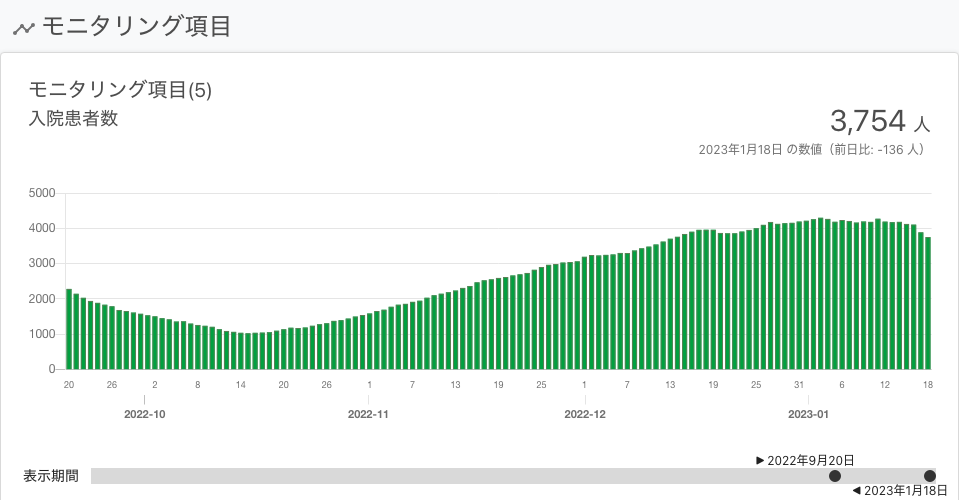 モニタリング項目
モニタリング項目(5)
入院患者数
3,754 人
2023年1月18日 の数値（前日比: -136 人）
5000
4000
3000
2000
1000
0
20 26 2 8 14 20 26 1 7 13 19 25 1 7 13 19 25 31 6 12 18
2022-10 2022-11 2022-12 2023-01
▶ 2022年9月20日
表示期間
◀ 2023年1月18日